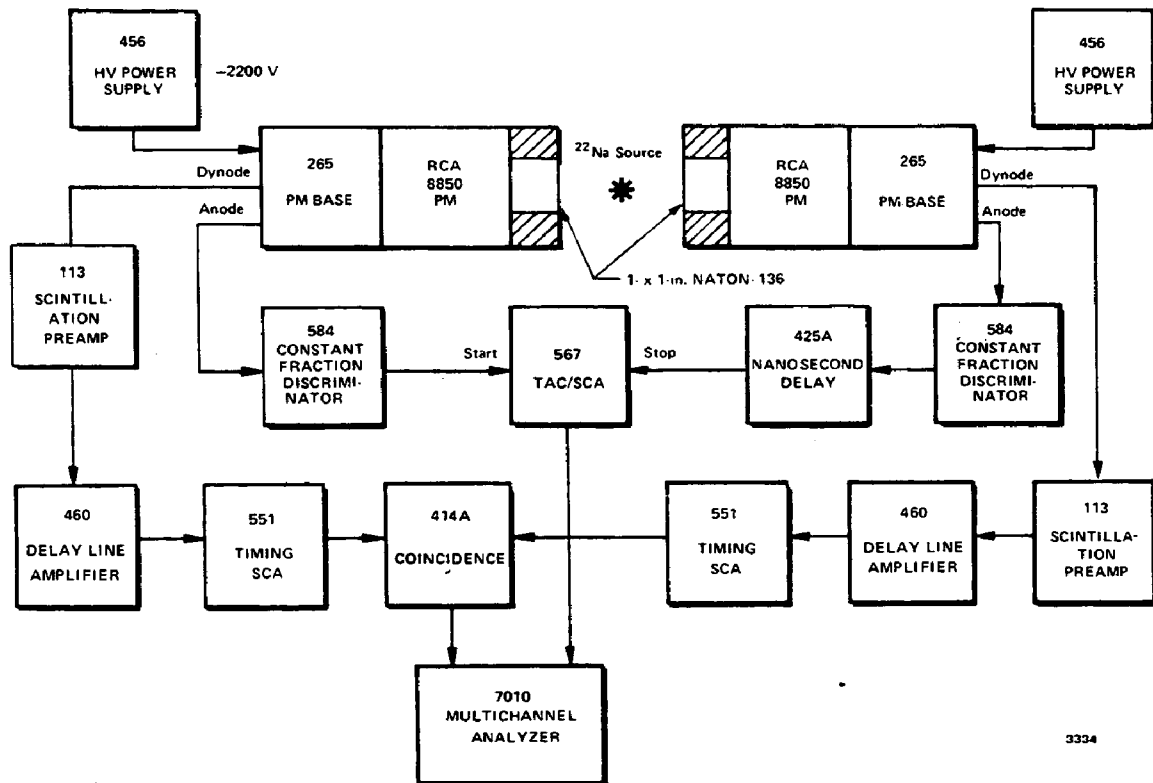 456
HV POWER
SUPPLY
-2200 V
456
HV POWER
SUPPLY
265
PM BASE
RCA
8850
PM
22Na Source
RCA
8850
PM
265
PM BASE
Dynode
Anode
Dynode
Anode
1- x 1-in. NATON-136
113
SCINTILL-
ATION
PREAMP
584
CONSTANT
FRACTION
DISCRIMI-
NATOR
Start
567
TAC/SCA
Stop
425A
NANOSECOND
DELAY
584
CONSTANT
FRACTION
DISCRIMI-
NATOR
460
DELAY LINE
AMPLIFIER
551
TIMING
SCA
414A
COINCIDENCE
551
TIMING
SCA
460
DELAY LINE
AMPLIFIER
113
SCINTILLA-
TION
PREAMP
7010
MULTICHANNEL
ANALYZER
3334